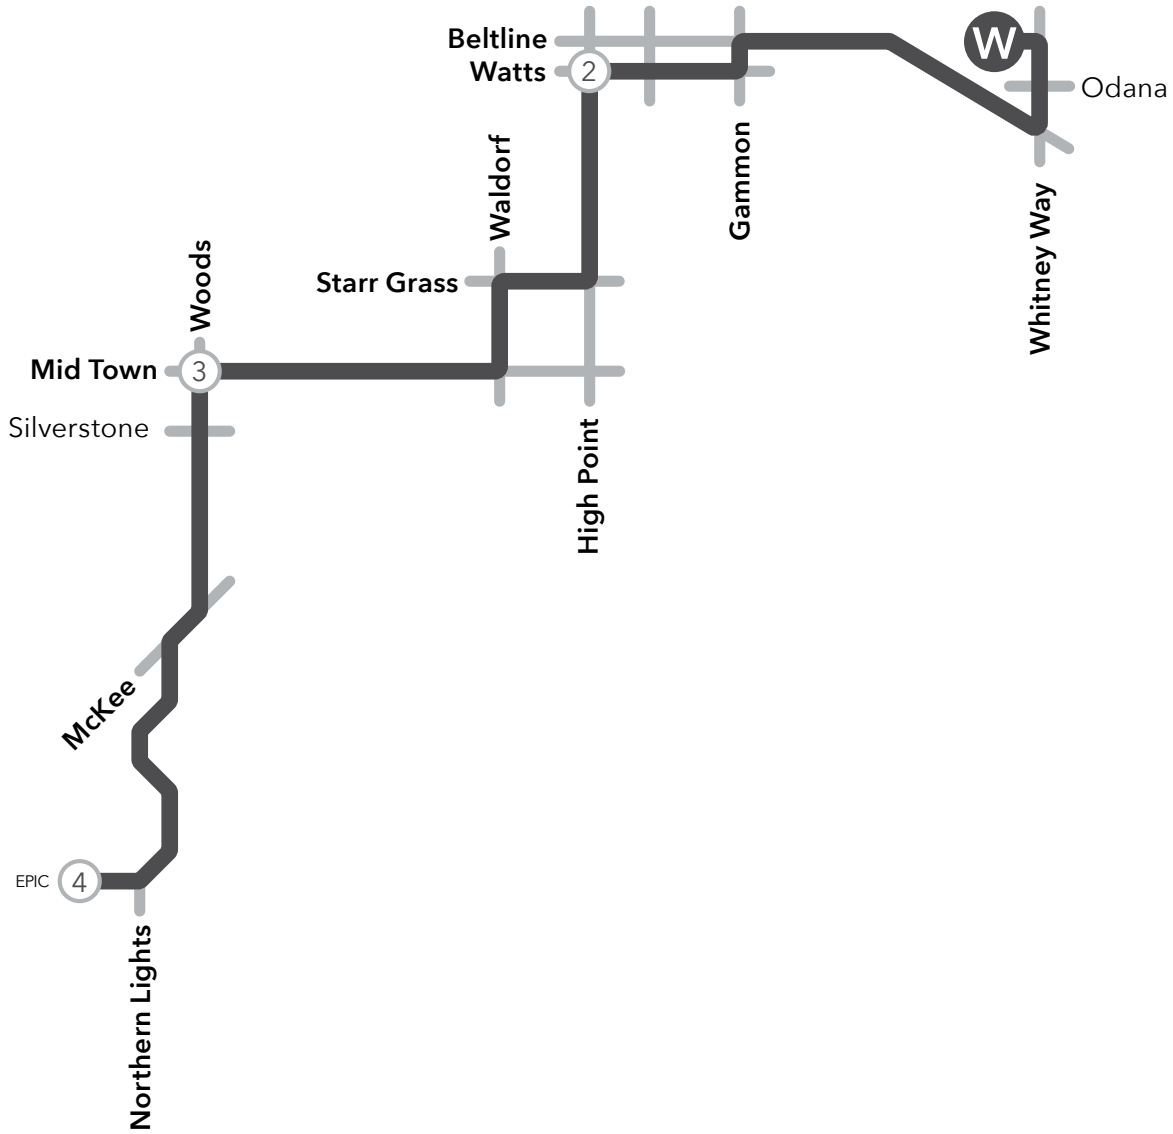 Beltline
W
Watts
2
Odana
Gammon
Waldorf
Whitney Way
Woods
Starr Grass
Mid Town
3
Silverstone
High Point
McKee
EPIC
4
Northern Lights